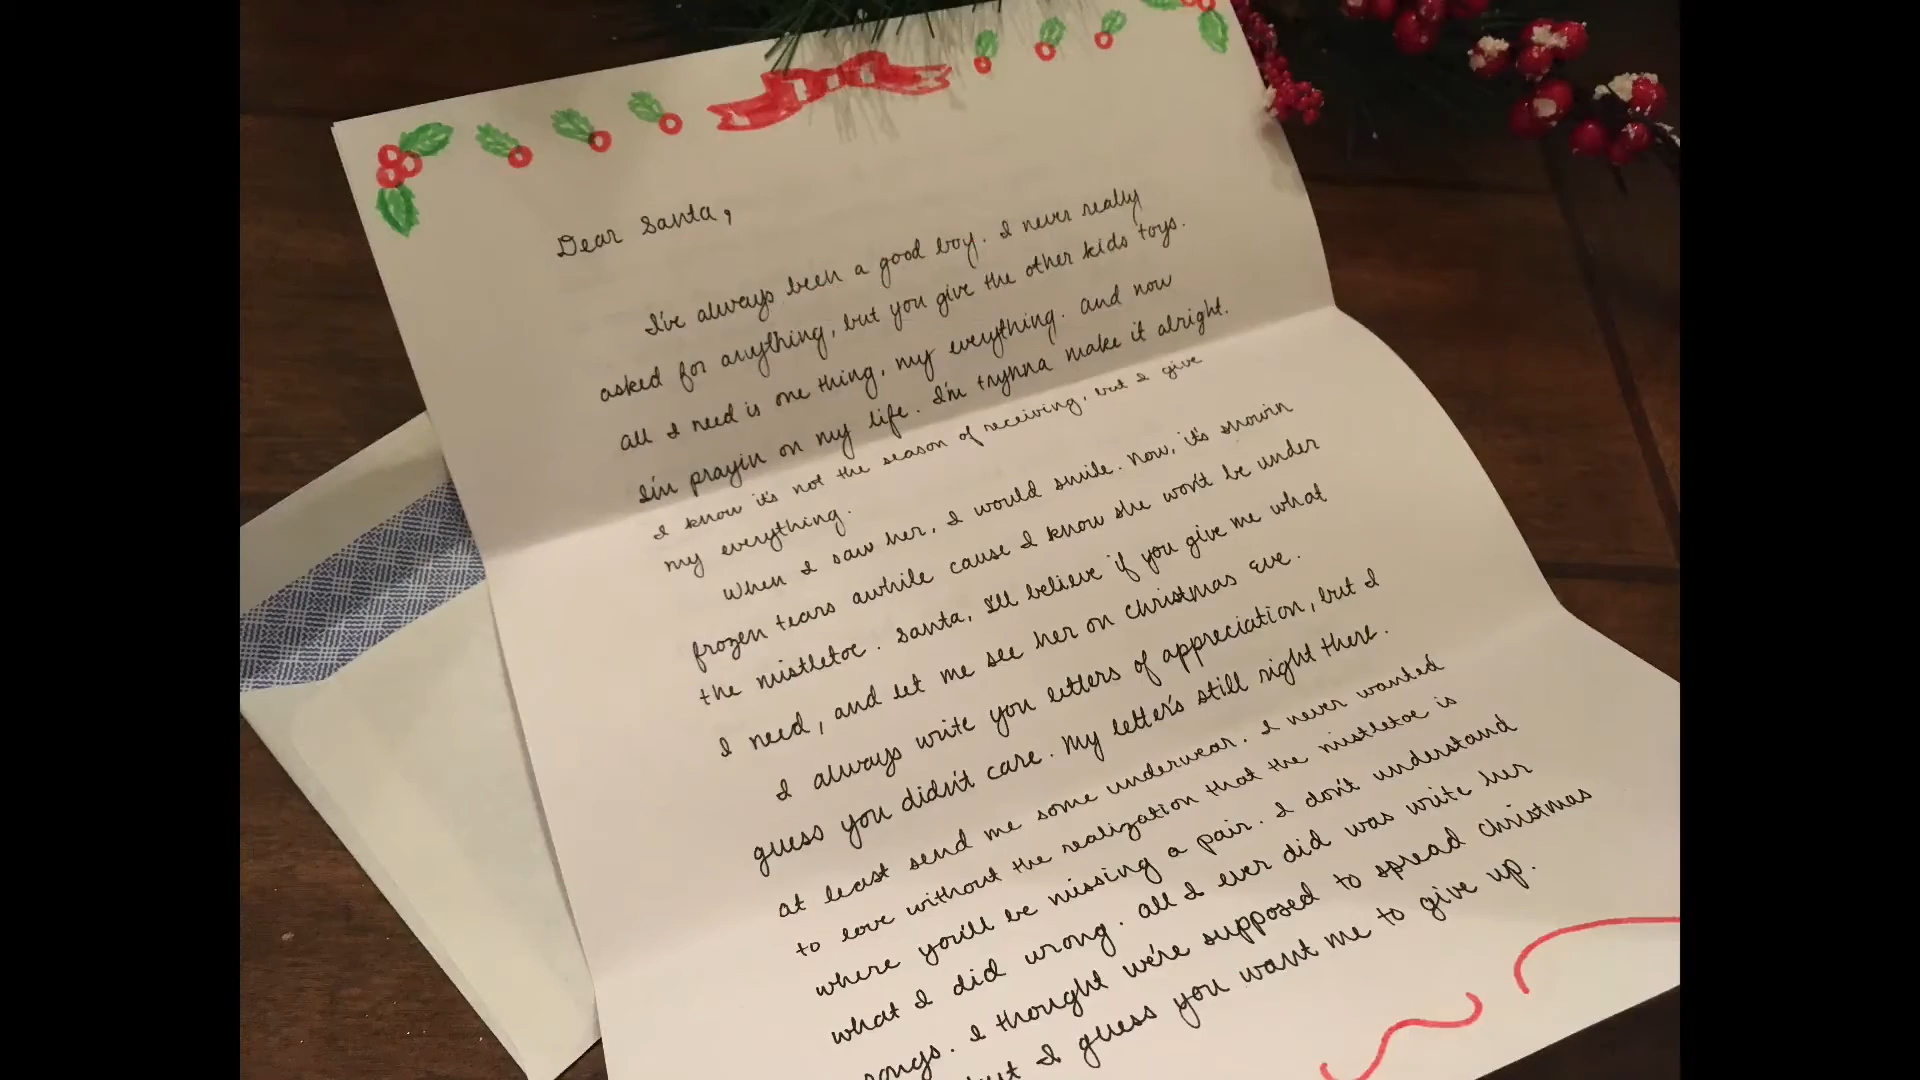 Dear Santa,
I've always been a good boy. I never really
asked for anything, but you give the other kids toys.
all I need is one thing, my everything. and now
I'm prayin on my life. I'm trynna make it alright.
I know it's not the season of receiving, but I give
my everything.
When I saw her, I would smile. Now, it's snowin
frozen tears awhile cause I know she won't be under
the mistletoe. Santa, I'll believe if you give me what
I need, and let me see her on christmas eve.
I always write you letters of appreciation, but I
guess you didn't care. My letter's still right there.
at least send me some underwear. I never wanted
to love without the realization that the mistletoe is
where you'll be missing a pair. I don't understand
what I did wrong. All I ever did was write her
songs. I thought we're supposed to spread christmas
but I guess you want me to give up.